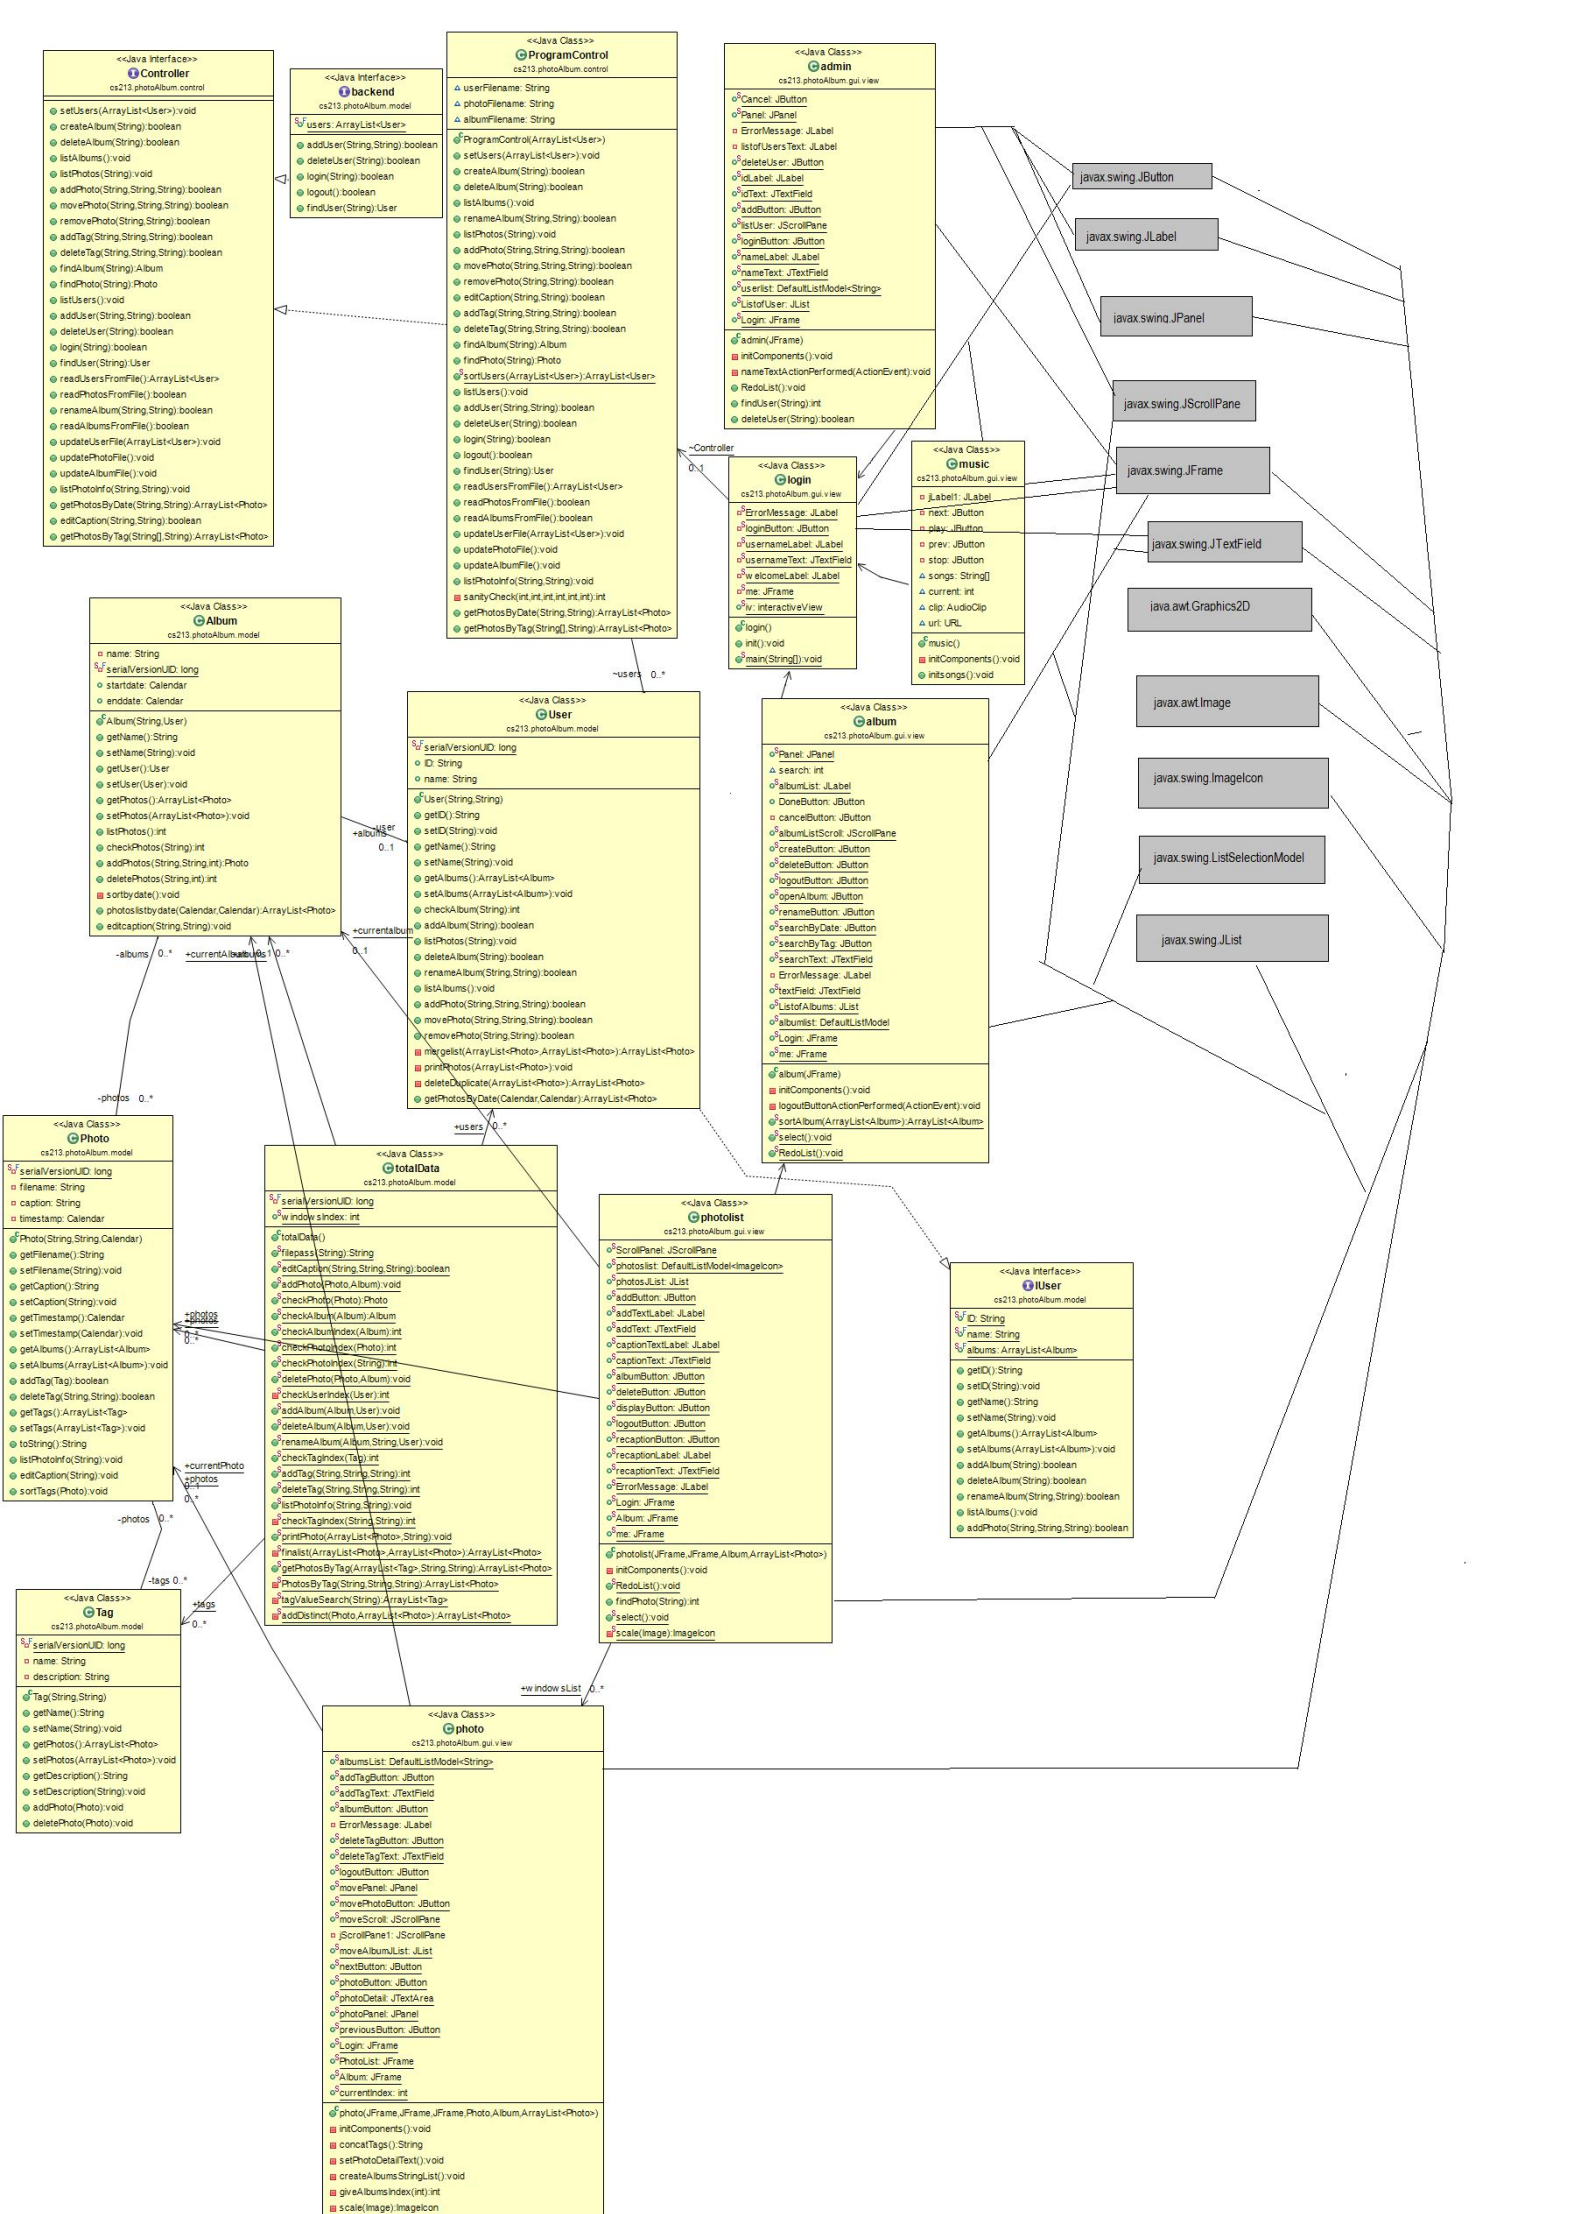 <<Java Interface>>
Controller
cs213.photoAlbum.control
setUsers(ArrayList<User>):void
createAlbum(String):boolean
deleteAlbum(String):boolean
listAlbums():void
listPhotos(String):void
addPhoto(String,String,String):boolean
movePhoto(String,String,String):boolean
removePhoto(String,String):boolean
addTag(String,String,String):boolean
deleteTag(String,String,String):boolean
findAlbum(String):Album
findPhoto(String):Photo
listUsers():void
addUser(String,String):boolean
deleteUser(String):boolean
login(String):boolean
findUser(String):User
readUsersFromFile():ArrayList<User>
readPhotosFromFile():boolean
renameAlbum(String,String):boolean
readAlbumsFromFile():boolean
updateUserFile(ArrayList<User>):void
updatePhotoFile():void
updateAlbumFile():void
listPhotoInfo(String,String):void
getPhotosByDate(String,String):ArrayList<Photo>
editCaption(String,String):boolean
getPhotosByTag(String[],String):ArrayList<Photo>
<<Java Interface>>
backend
cs213.photoAlbum.model
users: ArrayList<User>
addUser(String,String):boolean
deleteUser(String):boolean
login(String):boolean
logout():boolean
findUser(String):User
<<Java Class>>
ProgramControl
cs213.photoAlbum.control
userFilename: String
photoFilename: String
albumFilename: String
ProgramControl(ArrayList<User>)
setUsers(ArrayList<User>):void
createAlbum(String):boolean
deleteAlbum(String):boolean
listAlbums():void
renameAlbum(String,String):boolean
listPhotos(String):void
addPhoto(String,String,String):boolean
movePhoto(String,String,String):boolean
removePhoto(String,String):boolean
editCaption(String,String):boolean
addTag(String,String,String):boolean
deleteTag(String,String,String):boolean
findAlbum(String):Album
findPhoto(String):Photo
sortUsers(ArrayList<User>):ArrayList<User>
listUsers():void
addUser(String,String):boolean
deleteUser(String):boolean
login(String):boolean
logout():boolean
findUser(String):User
readUsersFromFile():ArrayList<User>
readPhotosFromFile():boolean
readAlbumsFromFile():boolean
updateUserFile(ArrayList<User>):void
updatePhotoFile():void
updateAlbumFile():void
listPhotoInfo(String,String):void
sanityCheck(int,int,int,int,int,int):int
getPhotosByDate(String,String):ArrayList<Photo>
getPhotosByTag(String[],String):ArrayList<Photo>
<<Java Class>>
admin
cs213.photoAlbum.gui.view
Cancel: JButton
Panel: JPanel
ErrorMessage: JLabel
listofUsersText: JLabel
deleteUser: JButton
idLabel: JLabel
idText: JTextField
addButton: JButton
listUser: JScrollPane
loginButton: JButton
nameLabel: JLabel
nameText: JTextField
userlist: DefaultListModel<String>
ListofUser: JList
Login: JFrame
admin(JFrame)
initComponents():void
nameTextActionPerformed(ActionEvent):void
RedoList():void
findUser(String):int
deleteUser(String):boolean
~Controller
0..1
<<Java Class>>
login
cs213.photoAlbum.gui.view
ErrorMessage: JLabel
loginButton: JButton
usernameLabel: JLabel
usernameText: JTextField
welcomeLabel: JLabel
me: JFrame
iv: interactiveView
login()
init():void
main(String[]):void
<<Java Class>>
music
cs213.photoAlbum.gui.view
jLabel1: JLabel
next: JButton
play: JButton
prev: JButton
stop: JButton
songs: String[]
current: int
clip: AudioClip
url: URL
music()
initComponents():void
initsongs():void
javax.swing.JButton
javax.swing.JLabel
javax.swing.JPanel
javax.swing.JScrollPane
javax.swing.JFrame
javax.swing.JTextField
java.awt.Graphics2D
javax.awt.Image
javax.swing.ImageIcon
javax.swing.ListSelectionModel
javax.swing.JList
<<Java Class>>
Album
cs213.photoAlbum.model
name: String
serialVersionUID: long
startdate: Calendar
enddate: Calendar
Album(String,User)
getName():String
setName(String):void
getUser():User
setUser(User):void
getPhotos():ArrayList<Photo>
setPhotos(ArrayList<Photo>):void
listPhotos():int
checkPhotos(String):int
addPhotos(String,String,int):Photo
deletePhotos(String,int):int
sortbydate():void
photoslistbydate(Calendar,Calendar):ArrayList<Photo>
editcaption(String,String):void
~users 0..*
<<Java Class>>
User
cs213.photoAlbum.model
serialVersionUID: long
ID: String
name: String
User(String,String)
getID():String
setID(String):void
getName():String
setName(String):void
getAlbums():ArrayList<Album>
setAlbums(ArrayList<Album>):void
checkAlbum(String):int
addAlbum(String):boolean
listPhotos(String):void
deleteAlbum(String):boolean
renameAlbum(String,String):boolean
listAlbums():void
addPhoto(String,String,String):boolean
movePhoto(String,String,String):boolean
removePhoto(String,String):boolean
mergelist(ArrayList<Photo>,ArrayList<Photo>):ArrayList<Photo>
printPhotos(ArrayList<Photo>):void
deleteDuplicate(ArrayList<Photo>):ArrayList<Photo>
getPhotosByDate(Calendar,Calendar):ArrayList<Photo>
-user
+albums
0..1
+currentalbum
0..1
-albums 0..*
+currentAlbum
0..1 0..*
<<Java Class>>
album
cs213.photoAlbum.gui.view
Panel: JPanel
search: int
albumList: JLabel
DoneButton: JButton
cancelButton: JButton
albumListScroll: JScrollPane
createButton: JButton
deleteButton: JButton
logoutButton: JButton
openAlbum: JButton
renameButton: JButton
searchByDate: JButton
searchByTag: JButton
searchText: JTextField
ErrorMessage: JLabel
textField: JTextField
ListofAlbums: JList
albumlist: DefaultListModel
Login: JFrame
me: JFrame
album(JFrame)
initComponents():void
logoutButtonActionPerformed(ActionEvent):void
sortAlbum(ArrayList<Album>):ArrayList<Album>
select():void
RedoList():void
-photos 0..*
<<Java Class>>
Photo
cs213.photoAlbum.model
serialVersionUID: long
filename: String
caption: String
timestamp: Calendar
Photo(String,String,Calendar)
getFilename():String
setFilename(String):void
getCaption():String
setCaption(String):void
getTimestamp():Calendar
setTimestamp(Calendar):void
getAlbums():ArrayList<Album>
setAlbums(ArrayList<Album>):void
addTag(Tag):boolean
deleteTag(String,String):boolean
getTags():ArrayList<Tag>
setTags(ArrayList<Tag>):void
toString():String
listPhotoInfo(String):void
editCaption(String):void
sortTags(Photo):void
+users 0..*
<<Java Class>>
totalData
cs213.photoAlbum.model
serialVersionUID: long
windowsIndex: int
totalData()
filepass(String):String
editCaption(String,String,String):boolean
addPhoto(Photo,Album):void
checkPhoto(Photo):Photo
checkAlbum(Album):Album
checkAlbumIndex(Album):int
checkPhotoIndex(Photo):int
checkPhotoIndex(String):int
deletePhoto(Photo,Album):void
checkUserIndex(User):int
addAlbum(Album,User):void
deleteAlbum(Album,User):void
renameAlbum(Album,String,User):void
checkTagIndex(Tag):int
addTag(String,String,String):int
deleteTag(String,String,String):int
listPhotoInfo(String,String):void
checkTagIndex(String,String):int
printPhoto(ArrayList<Photo>,String):void
finalist(ArrayList<Photo>,ArrayList<Photo>):ArrayList<Photo>
getPhotosByTag(ArrayList<Tag>,String,String):ArrayList<Photo>
PhotosByTag(String,String,String):ArrayList<Photo>
tagValueSearch(String):ArrayList<Tag>
addDistinct(Photo,ArrayList<Photo>):ArrayList<Photo>
+photos
+photos
0..*
0..*
+currentPhoto
+photos
0..1
0..*
-photos 0..*
-tags 0..*
+tags
0..*
<<Java Class>>
photolist
cs213.photoAlbum.gui.view
ScrollPanel: JScrollPane
photoslist: DefaultListModel<ImageIcon>
photosJList: JList
addButton: JButton
addTextLabel: JLabel
addText: JTextField
captionTextLabel: JLabel
captionText: JTextField
albumButton: JButton
deleteButton: JButton
displayButton: JButton
logoutButton: JButton
recaptionButton: JButton
recaptionLabel: JLabel
recaptionText: JTextField
ErrorMessage: JLabel
Login: JFrame
Album: JFrame
me: JFrame
photolist(JFrame,JFrame,Album,ArrayList<Photo>)
initComponents():void
RedoList():void
findPhoto(String):int
select():void
scale(Image):ImageIcon
<<Java Interface>>
IUser
cs213.photoAlbum.model
ID: String
name: String
albums: ArrayList<Album>
getID():String
setID(String):void
getName():String
setName(String):void
getAlbums():ArrayList<Album>
setAlbums(ArrayList<Album>):void
addAlbum(String):boolean
deleteAlbum(String):boolean
renameAlbum(String,String):boolean
listAlbums():void
addPhoto(String,String,String):boolean
<<Java Class>>
Tag
cs213.photoAlbum.model
serialVersionUID: long
name: String
description: String
Tag(String,String)
getName():String
setName(String):void
getPhotos():ArrayList<Photo>
setPhotos(ArrayList<Photo>):void
getDescription():String
setDescription(String):void
addPhoto(Photo):void
deletePhoto(Photo):void
+windowsList 0..*
<<Java Class>>
photo
cs213.photoAlbum.gui.view
albumsList: DefaultListModel<String>
addTagButton: JButton
addTagText: JTextField
albumButton: JButton
ErrorMessage: JLabel
deleteTagButton: JButton
deleteTagText: JTextField
logoutButton: JButton
movePanel: JPanel
movePhotoButton: JButton
moveScroll: JScrollPane
jScrollPane1: JScrollPane
moveAlbumJList: JList
nextButton: JButton
photoButton: JButton
photoDetail: JTextArea
photoPanel: JPanel
previousButton: JButton
Login: JFrame
PhotoList: JFrame
Album: JFrame
currentIndex: int
photo(JFrame,JFrame,JFrame,Photo,Album,ArrayList<Photo>)
initComponents():void
concatTags():String
setPhotoDetailText():void
createAlbumsStringList():void
giveAlbumsIndex(int):int
scale(Image):ImageIcon